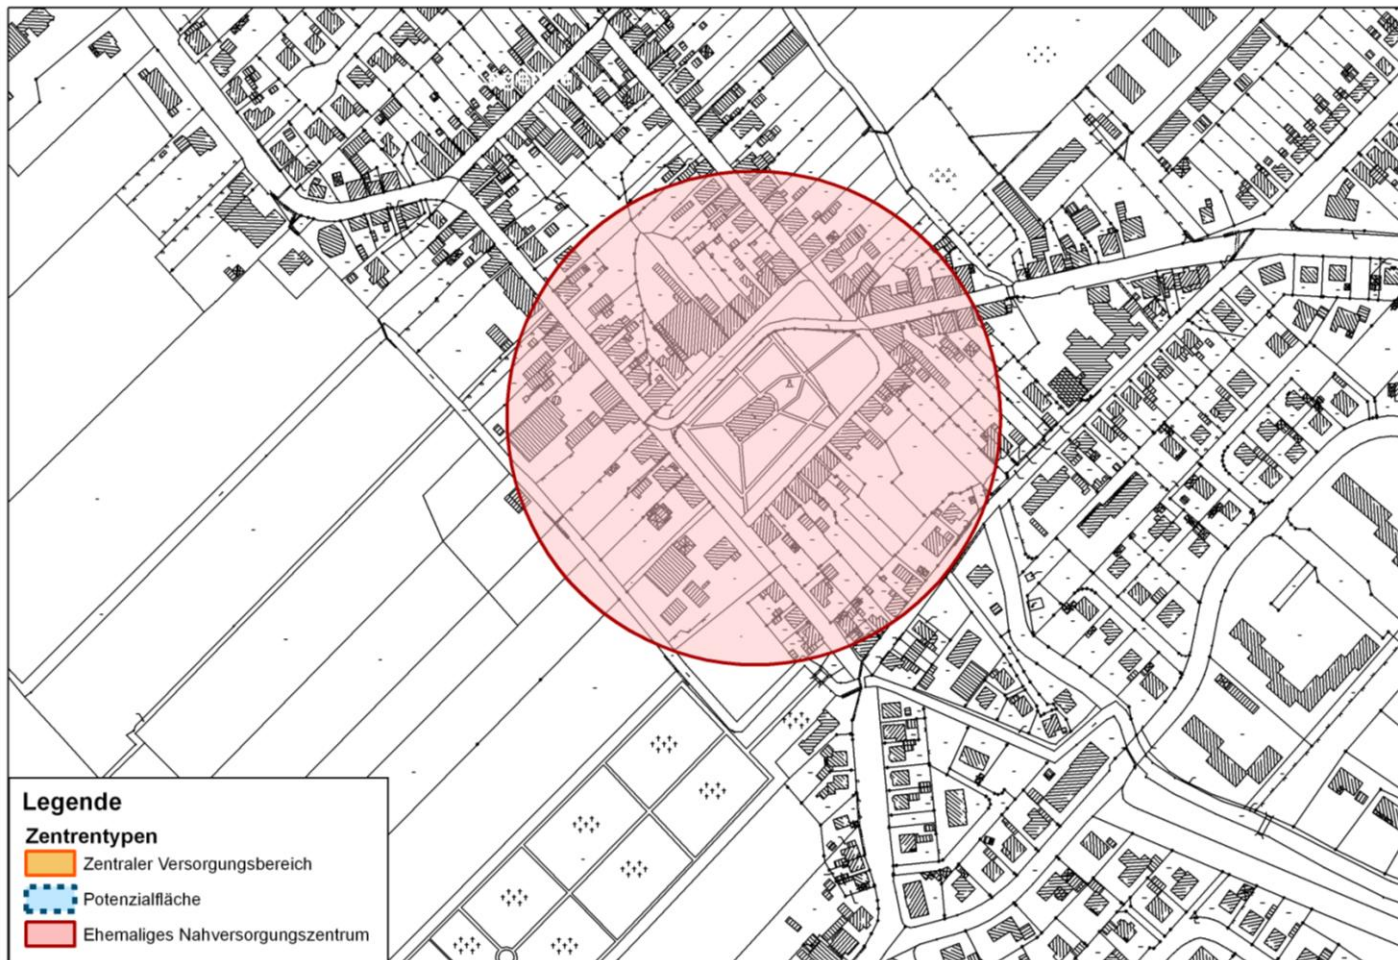 Legende
Zentrentypen
Zentraler Versorgungsbereich
Potenzialfläche
Ehemaliges Nahversorgungszentrum